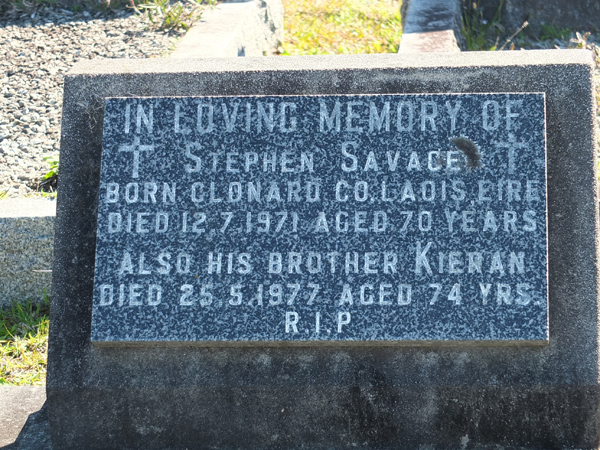 IN LOVING MEMORY OF
STEPHEN SAVAGE
BORN CLONARD CO. LAOIS. EIRE
DIED 12.7.1971 AGED 70 YEARS
ALSO HIS BROTHER KIERAN
DIED 25.5.1977 AGED 74 YRS.
R.I.P